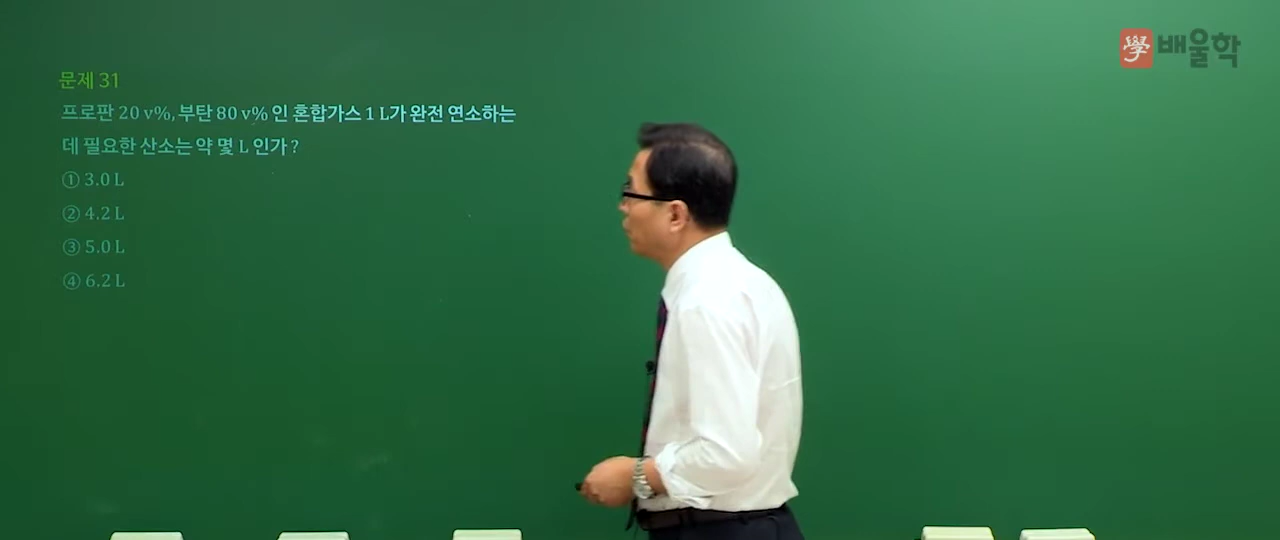 學 배울학
문제 31
프로판 20 v%, 부탄 80 v% 인 혼합가스 1 L가 완전 연소하는
데 필요한 산소는 약 몇 L 인가 ?
① 3.0 L
② 4.2 L
③ 5.0 L
④ 6.2 L